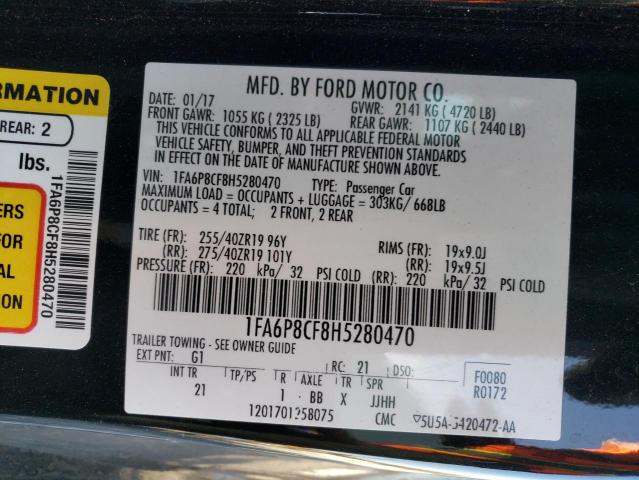 ORMATION
REAR: 2
lbs.
1FA6P8CF8H5280470
ERS
FOR
AL
ION
MFD. BY FORD MOTOR CO.
DATE: 01/17 GVWR: 2141 KG ( 4720 LB)
FRONT GAWR: 1055 KG ( 2325 LB) REAR GAWR: 1107 KG ( 2440 LB)
THIS VEHICLE CONFORMS TO ALL APPLICABLE FEDERAL MOTOR
VEHICLE SAFETY, BUMPER, AND THEFT PREVENTION STANDARDS
IN EFFECT ON THE DATE OF MANUFACTURE SHOWN ABOVE.
VIN: 1FA6P8CF8H5280470 TYPE: Passenger Car
MAXIMUM LOAD = OCCUPANTS + LUGGAGE = 303KG/ 668LB
OCCUPANTS = 4 TOTAL; 2 FRONT, 2 REAR
TIRE (FR): 255/40ZR19 96Y RIMS (FR): 19x9.0J
(RR): 275/40ZR19 101Y (RR): 19x9.5J
PRESSURE (FR): 220 kPa/ 32 PSI COLD (RR): 220 kPa/ 32 PSI COLD
1FA6P8CF8H5280470
TRAILER TOWING - SEE OWNER GUIDE
EXT PNT: G1 RC: 21 DSO: F0080
INT TR TP/PS R AXLE TR SPR R0172
21 1 BB X JJHH
CMC